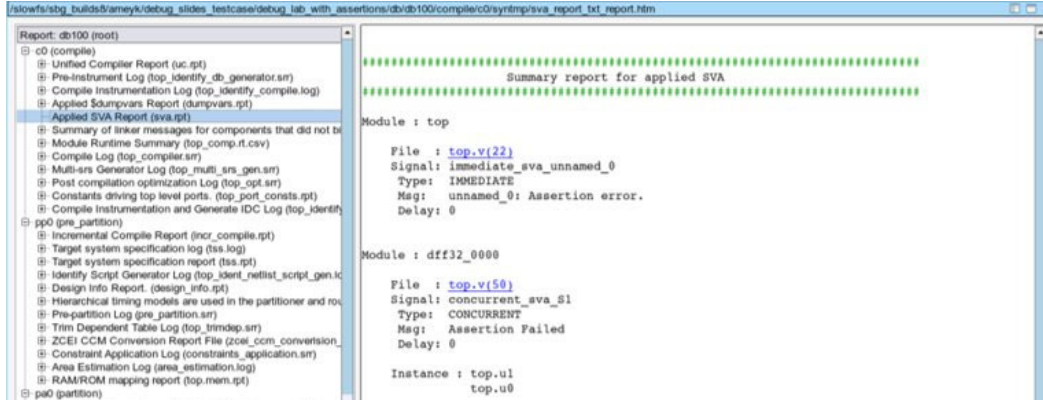 /slowfs/sbg_builds8/ameyk/debug_slides_testcase/debug_lab_with_assertions/db/db100/compile/c0/syntmp/sva_report_txt_report.htm
Report: db100 (root)
c0 (compile)
Unified Compiler Report (uc.rpt)
Pre-Instrument Log (top_identify_db_generator.srr)
Compile Instrumentation Log (top_identify_compile.log)
Applied $dumpvars Report (dumpvars.rpt)
Applied SVA Report (sva.rpt)
Summary of linker messages for components that did not bi
Module Runtime Summary (top_comp.rt.csv)
Compile Log (top_compiler.srr)
Multi-srs Generator Log (top_multi_srs_gen.srr)
Post compilation optimization Log (top_opt.srr)
Constants driving top level ports. (top_port_consts.rpt)
Compile Instrumentation and Generate IDC Log (top_identify
pp0 (pre_partition)
Incremental Compile Report (incr_compile.rpt)
Target system specification log (tss.log)
Target system specification report (tss.rpt)
Identify Script Generator Log (top_ident_netlist_script_gen.lo
Design Info Report. (design_info.rpt)
Hierarchical timing models are used in the partitioner and rou
Pre-partition Log (pre_partition.srr)
Trim Dependent Table Log (top_trimdep.srr)
ZCEI CCM Conversion Report File (zcei_ccm_converision_
Constraint Application Log (constraints_application.srr)
Area Estimation Log (area_estimation.log)
RAM/ROM mapping report (top.mem.rpt)
pa0 (partition)
Summary report for applied SVA
Module : top
File : top.v(22)
Signal: immediate_sva_unnamed_0
Type: IMMEDIATE
Msg: unnamed_0: Assertion error.
Delay: 0
Module : dff32_0000
File : top.v(50)
Signal: concurrent_sva_S1
Type: CONCURRENT
Msg: Assertion Failed
Delay: 0
Instance : top.u1
top.u0